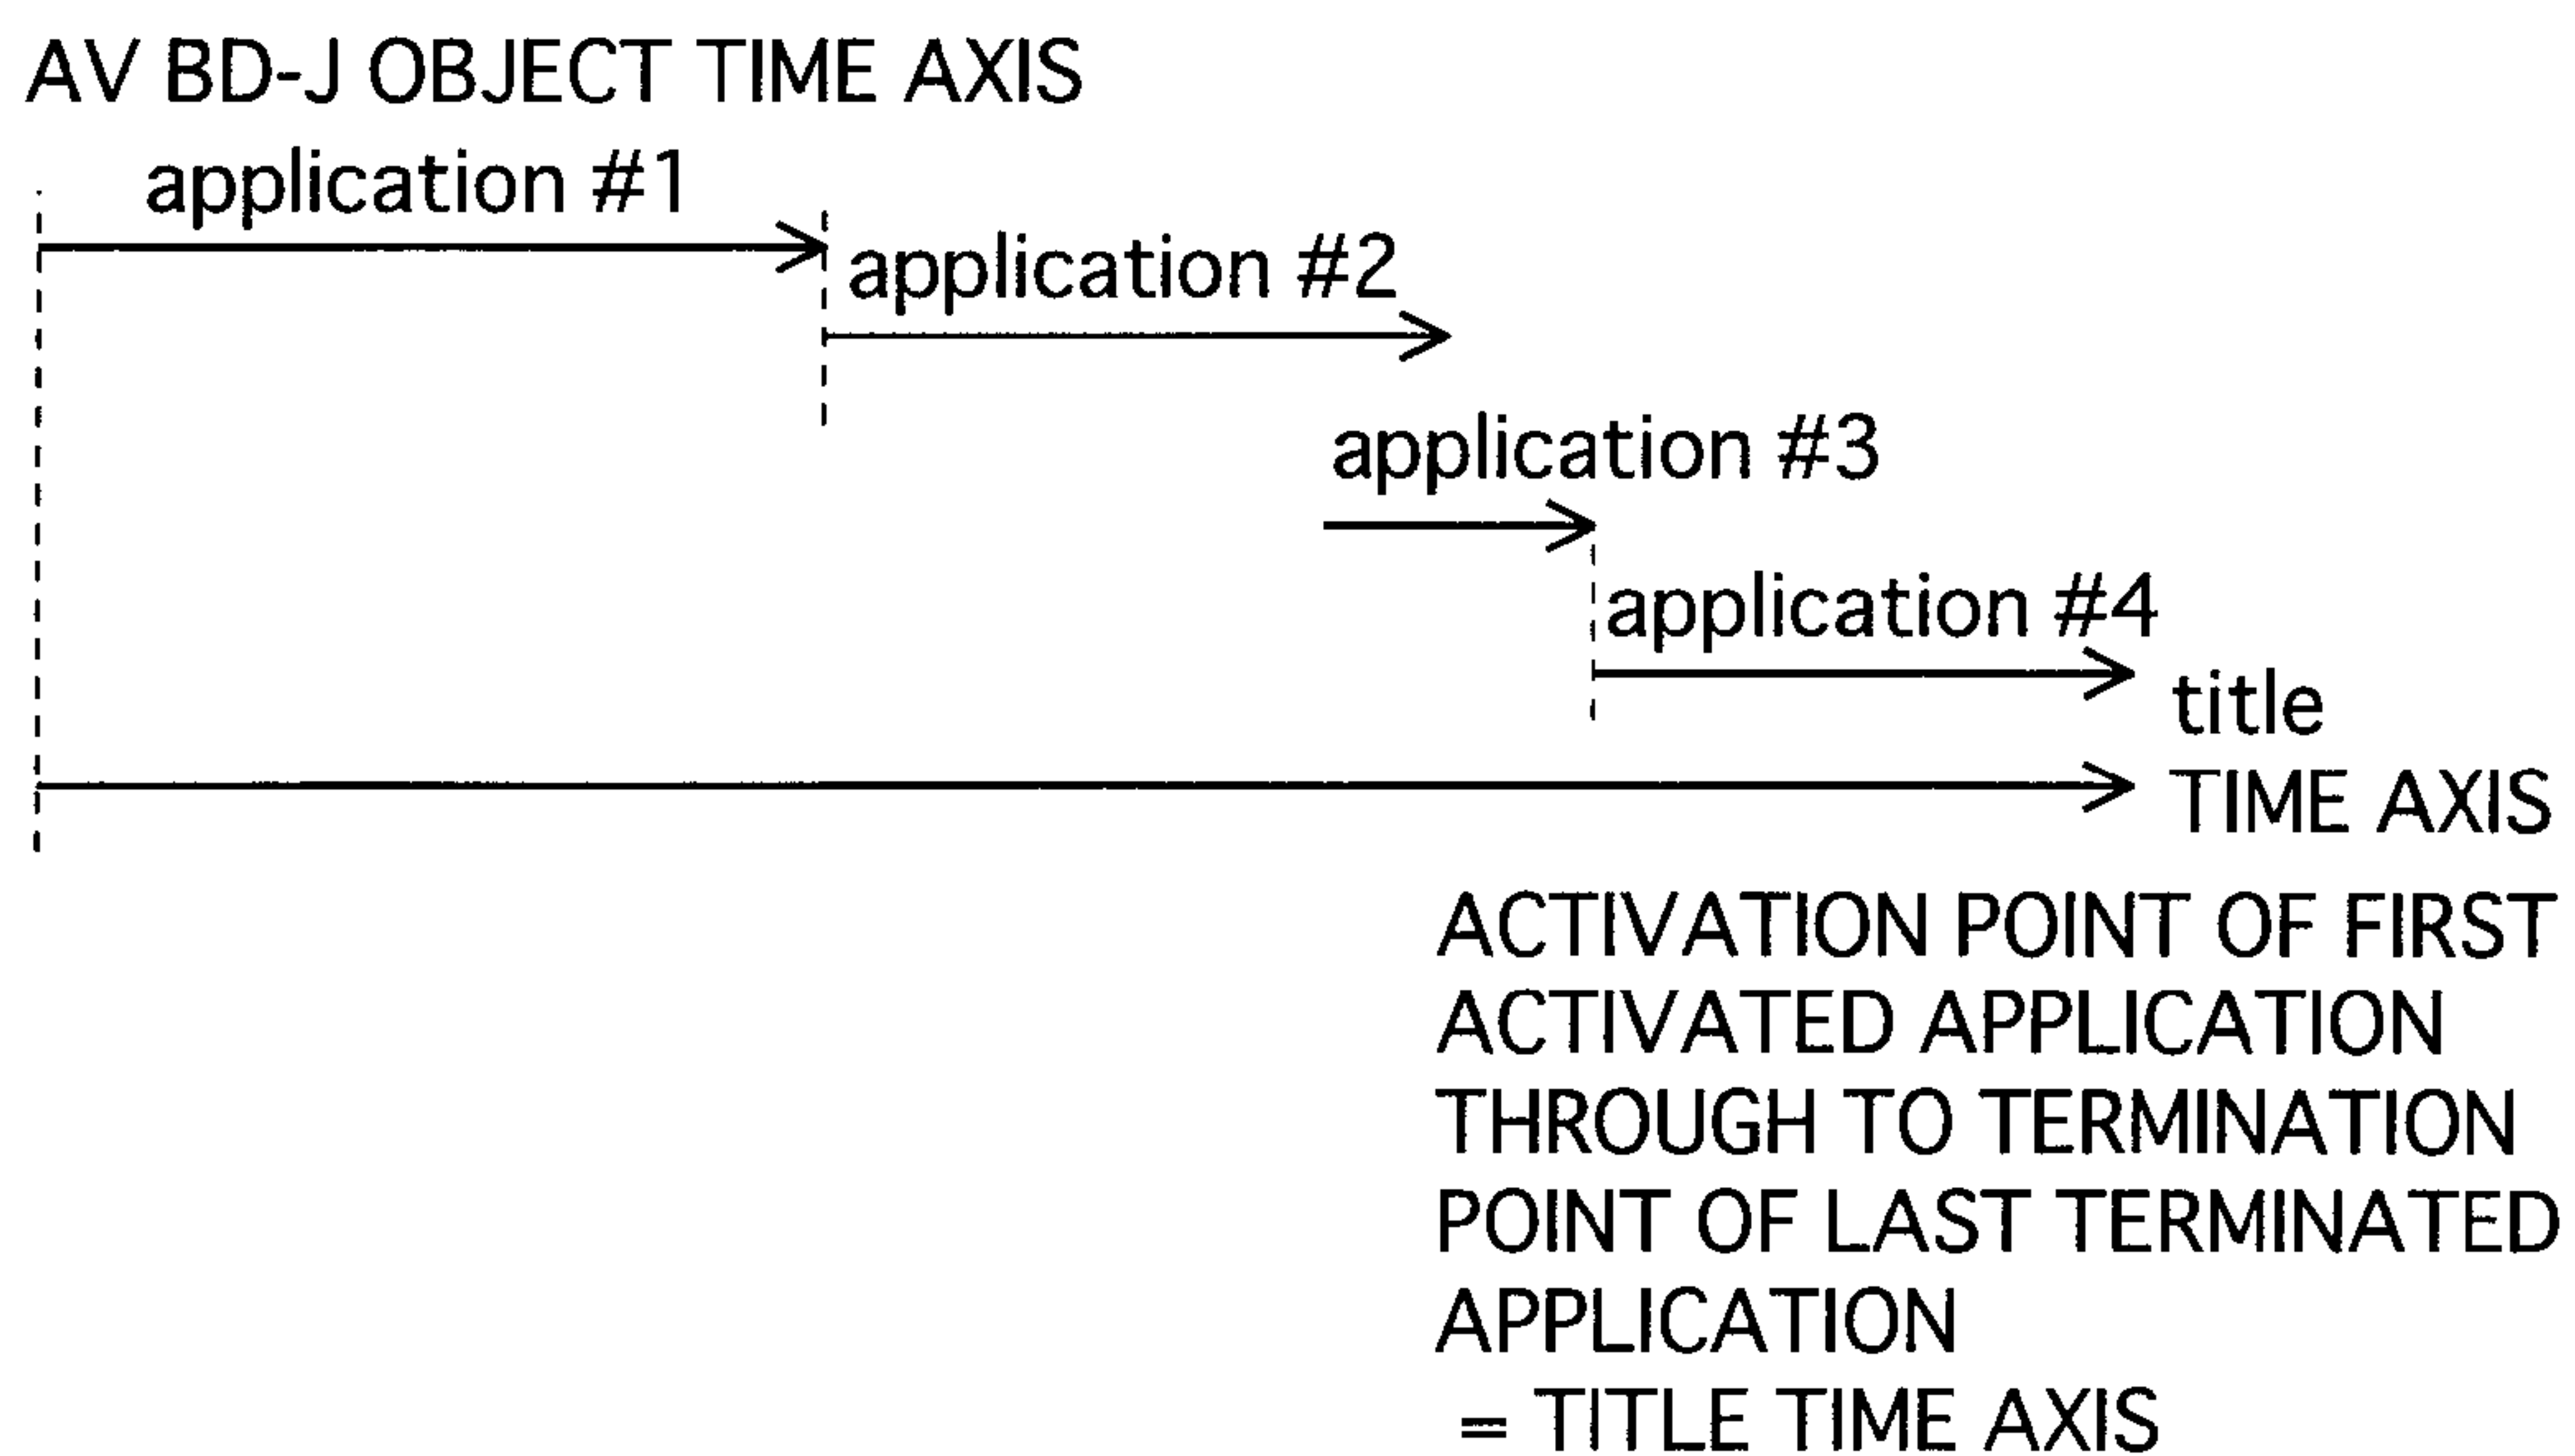 AV BD-J OBJECT TIME AXIS
application #1
application #2
application #3
application #4
title
TIME AXIS
ACTIVATION POINT OF FIRST
ACTIVATED APPLICATION
THROUGH TO TERMINATION
POINT OF LAST TERMINATED
APPLICATION
= TITLE TIME AXIS